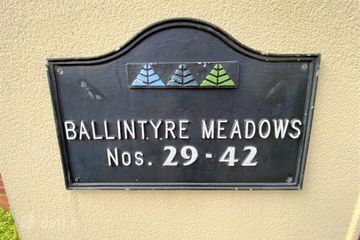 BALLINTYRE MEADOWS
Nos. 29 - 42